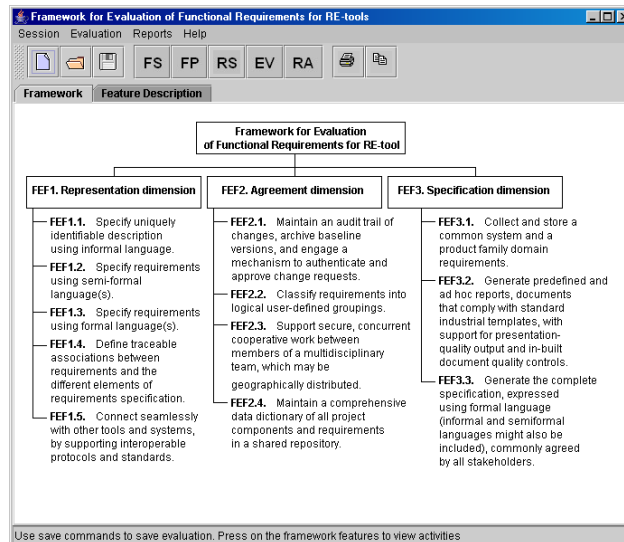 Framework for Evaluation of Functional Requirements for RE-tools
Session Evaluation Reports Help
FS FP RS EV RA
Framework Feature Description
Framework for Evaluation
of Functional Requirements for RE-tool
FEF1. Representation dimension
FEF1.1. Specify uniquely
identifiable description
using informal language.
FEF1.2. Specify requirements
using semi-formal
language(s).
FEF1.3. Specify requirements
using formal language(s).
FEF1.4. Define traceable
associations between
requirements and
the different elements of
requirements specification.
FEF1.5. Connect seamlessly
with other tools and systems,
by supporting interoperable
protocols and standards.
FEF2. Agreement dimension
FEF2.1. Maintain an audit trail of
changes, archive baseline
versions, and engage a
mechanism to authenticate and
approve change requests.
FEF2.2. Classify requirements into
logical user-defined groupings.
FEF2.3. Support secure, concurrent
cooperative work between
members of a multidisciplinary
team, which may be
geographically distributed.
FEF2.4. Maintain a comprehensive
data dictionary of all project
components and requirements
in a shared repository.
FEF3. Specification dimension
FEF3.1. Collect and store a
common system and a
product family domain
requirements.
FEF3.2. Generate predefined and
ad hoc reports, documents
that comply with standard
industrial templates, with
support for presentation-
quality output and in-built
document quality controls.
FEF3.3. Generate the complete
specification, expressed
using formal language
(informal and semiformal
languages might also be
included), commonly agreed
by all stakeholders.
Use save commands to save evaluation. Press on the framework features to view activities